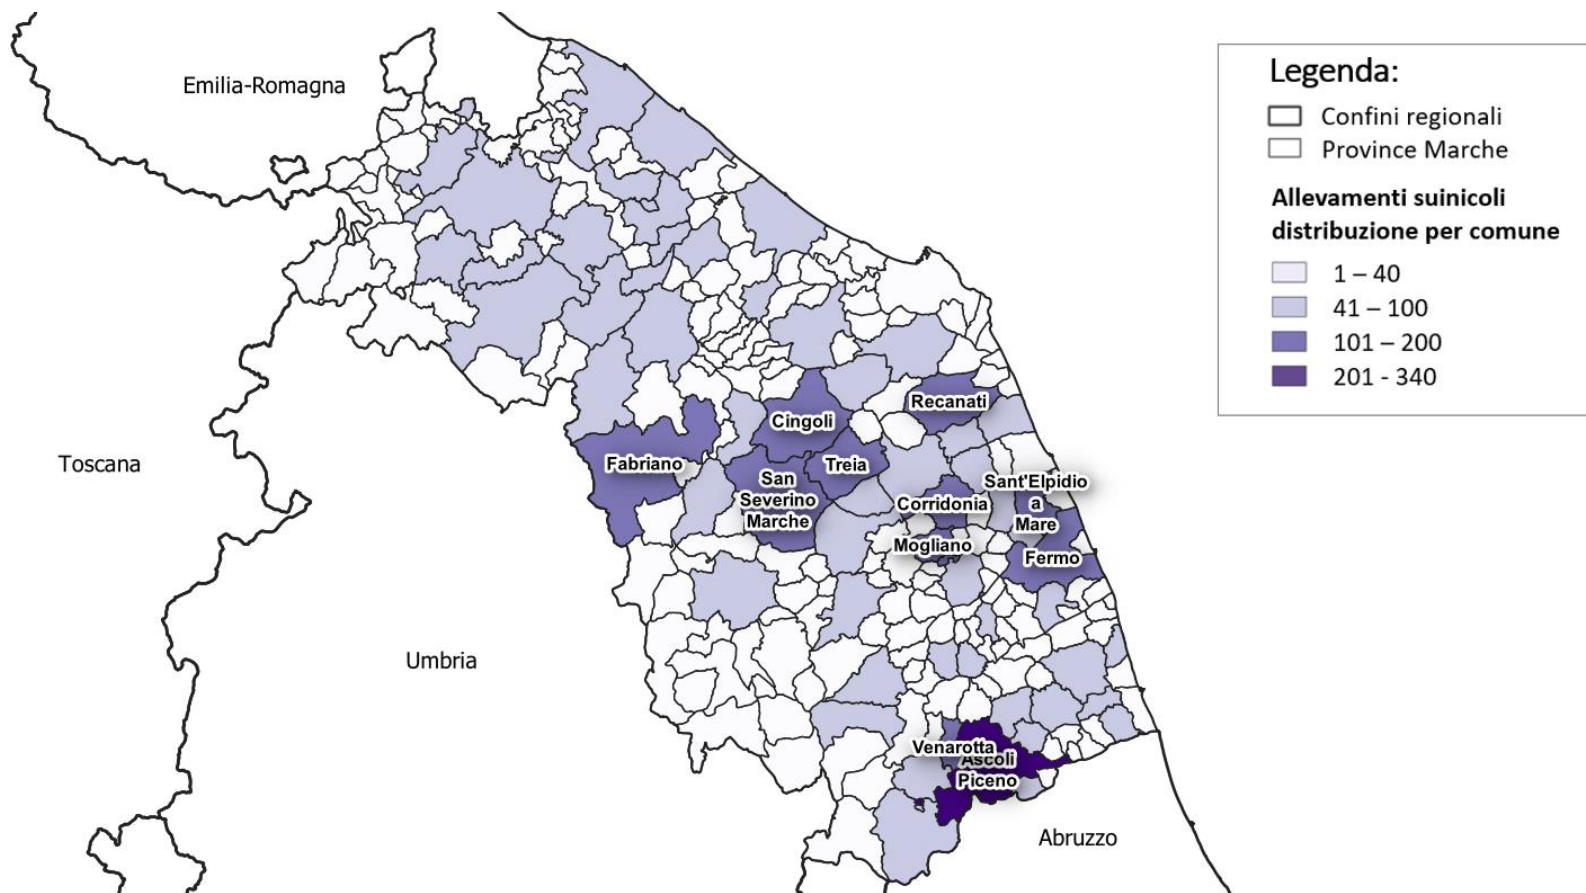 Emilia-Romagna
Toscana
Umbria
Abruzzo
Fabriano
Cingoli
Recanati
Treia
San
Severino
Marche
Corridonia
Sant'Elpidio
a
Mare
Mogliano
Fermo
Venarotta
Ascoli
Piceno
Legenda:
Confini regionali
Province Marche
Allevamenti suinicoli
distribuzione per comune
1 – 40
41 – 100
101 – 200
201 - 340